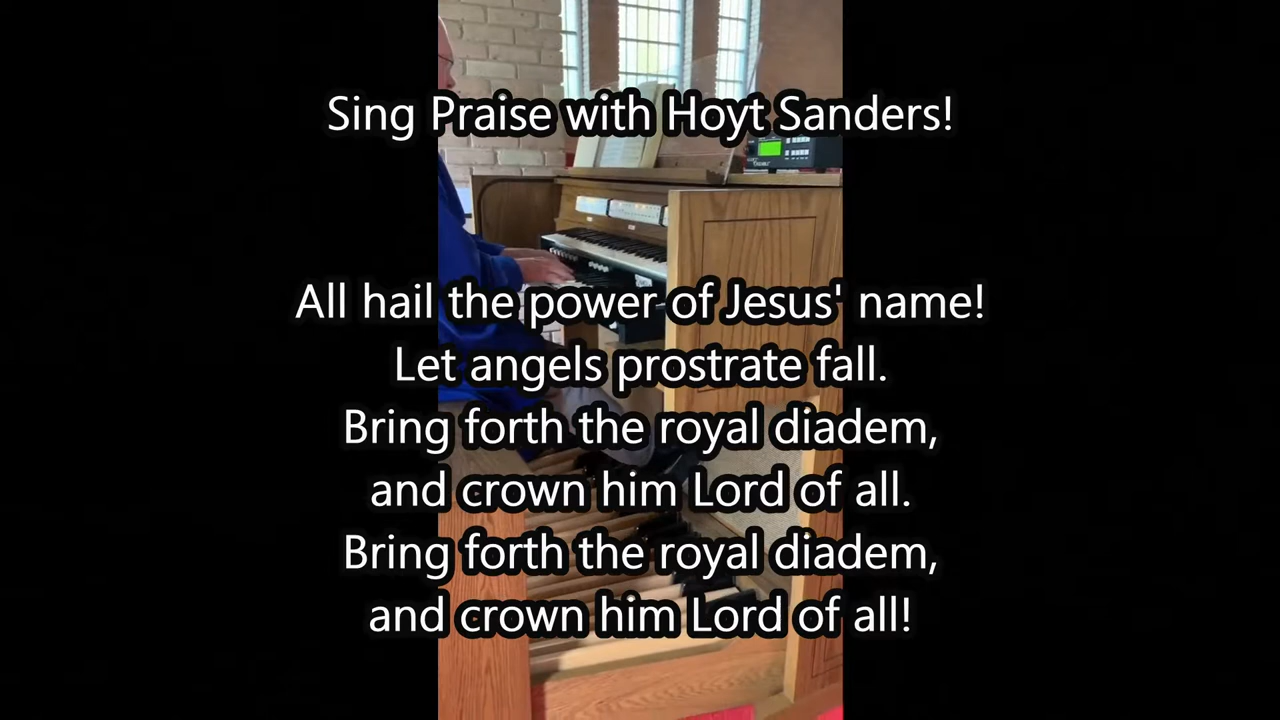 Sing Praise with Hoyt Sanders!
All hail the power of Jesus' name!
Let angels prostrate fall.
Bring forth the royal diadem,
and crown him Lord of all.
Bring forth the royal diadem,
and crown him Lord of all!